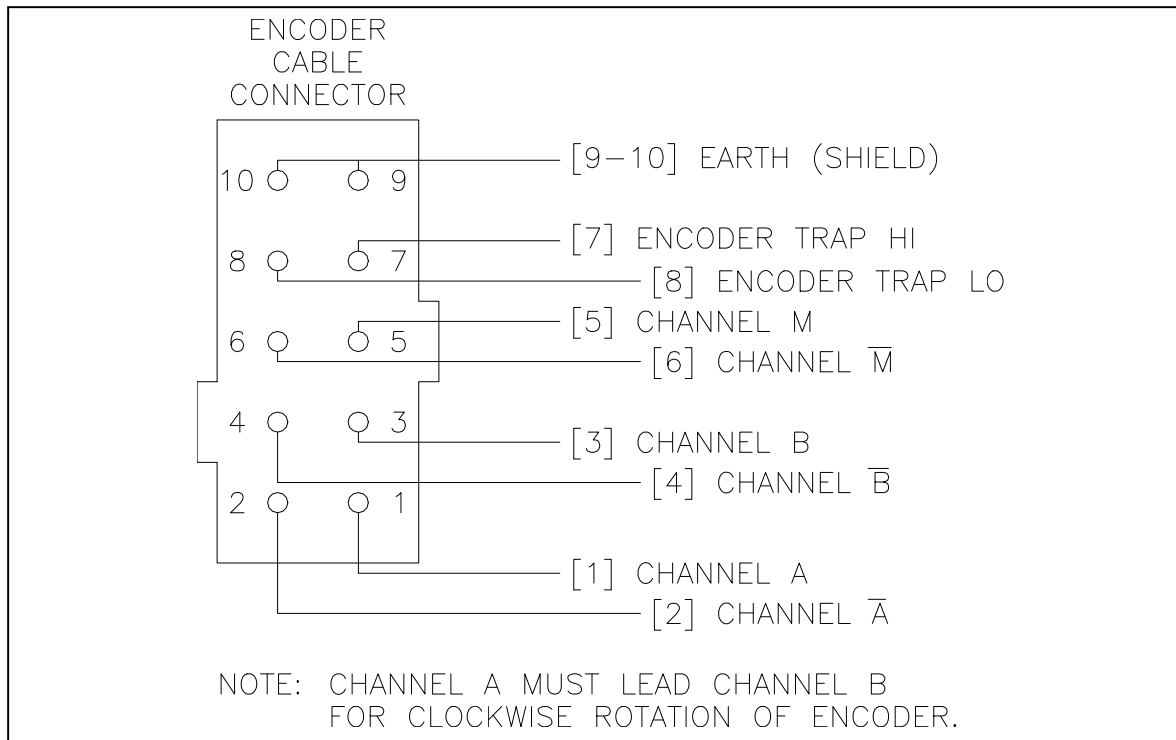 ENCODER
CABLE
CONNECTOR
10 9 [9-10] EARTH (SHIELD)
[7] ENCODER TRAP HI
8 7
[8] ENCODER TRAP LO
[5] CHANNEL M
6 5
[6] CHANNEL M̅
4 3
[3] CHANNEL B
[4] CHANNEL B̅
2 1
[1] CHANNEL A
[2] CHANNEL A̅
NOTE: CHANNEL A MUST LEAD CHANNEL B
FOR CLOCKWISE ROTATION OF ENCODER.